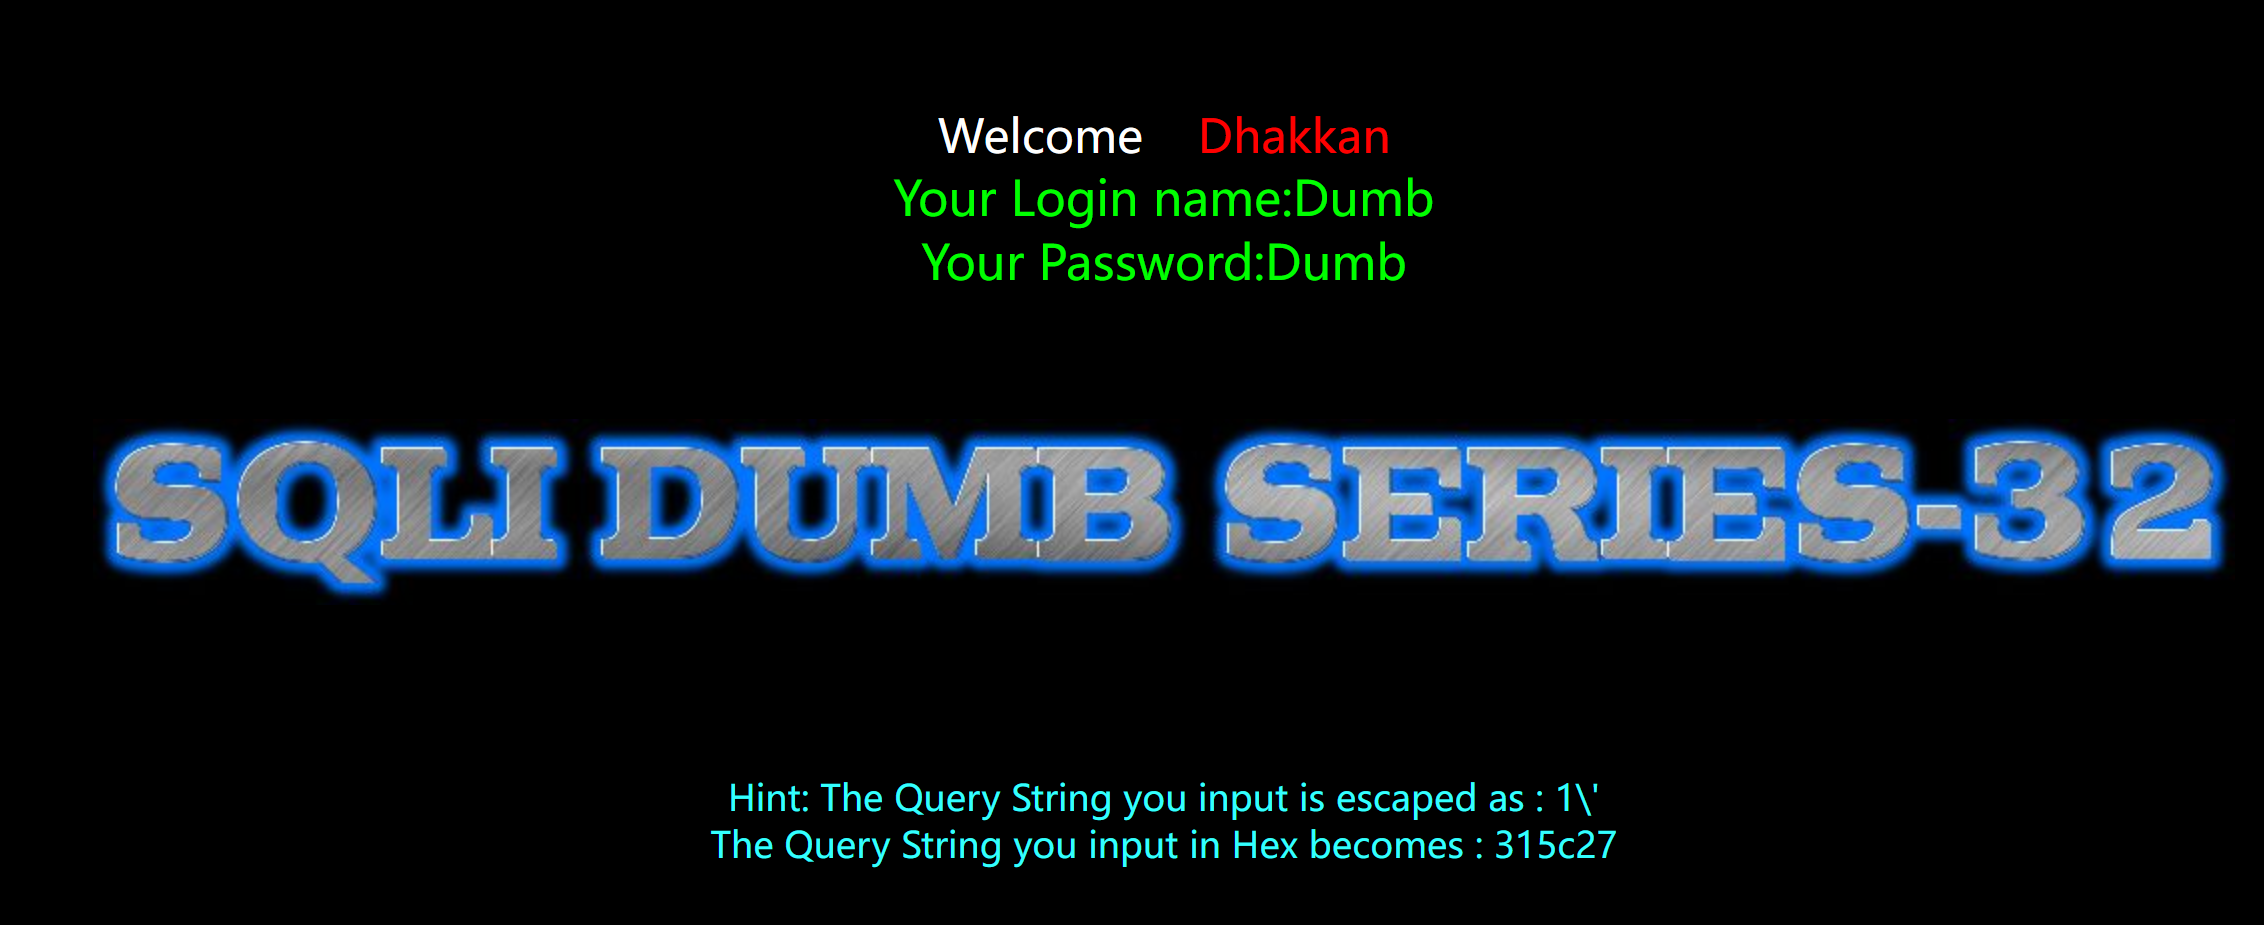 Welcome Dhakkan
Your Login name:Dumb
Your Password:Dumb
SQLI DUMB SERIES-32
Hint: The Query String you input is escaped as : 1\'
The Query String you input in Hex becomes : 315c27